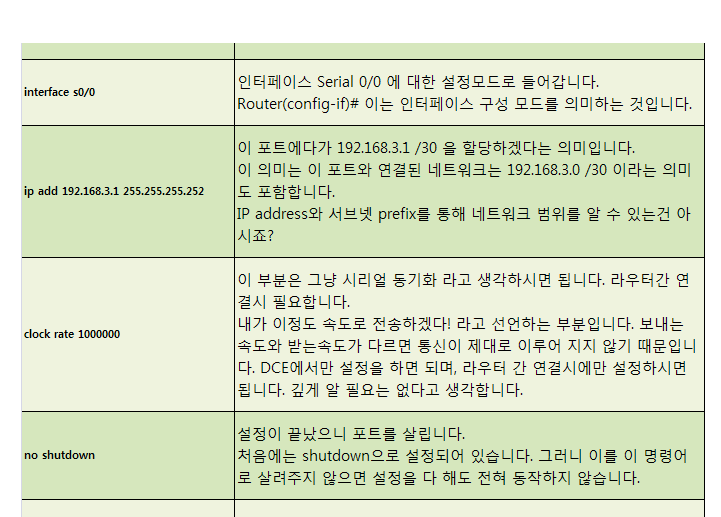 interface s0/0
인터페이스 Serial 0/0 에 대한 설정모드로 들어갑니다.
Router(config-if)# 이는 인터페이스 구성 모드를 의미하는 것입니다.
ip add 192.168.3.1 255.255.255.252
이 포트에다가 192.168.3.1 /30 을 할당하겠다는 의미입니다.
이 의미는 이 포트와 연결된 네트워크는 192.168.3.0 /30 이라는 의미
도 포함합니다.
IP address와 서브넷 prefix를 통해 네트워크 범위를 알 수 있는건 아
시죠?
clock rate 1000000
이 부분은 그냥 시리얼 동기화 라고 생각하시면 됩니다. 라우터간 연
결시 필요합니다.
내가 이정도 속도로 전송하겠다! 라고 선언하는 부분입니다. 보내는
속도와 받는속도가 다르면 통신이 제대로 이루어 지지 않기 때문입니
다. DCE에서만 설정을 하면 되며, 라우터 간 연결시에만 설정하시면
됩니다. 깊게 알 필요는 없다고 생각합니다.
no shutdown
설정이 끝났으니 포트를 살립니다.
처음에는 shutdown으로 설정되어 있습니다. 그러니 이를 이 명령어
로 살려주지 않으면 설정을 다 해도 전혀 동작하지 않습니다.